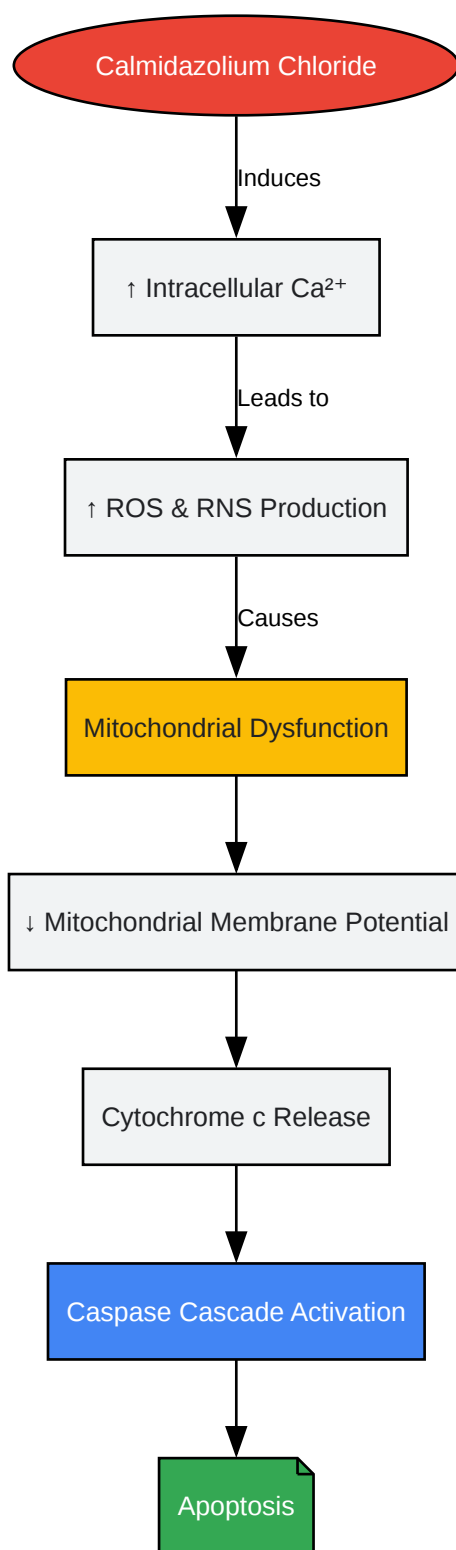 Calmidazolium Chloride
Induces
↑ Intracellular Ca²⁺
Leads to
↑ ROS & RNS Production
Causes
Mitochondrial Dysfunction
↓ Mitochondrial Membrane Potential
Cytochrome c Release
Caspase Cascade Activation
Apoptosis